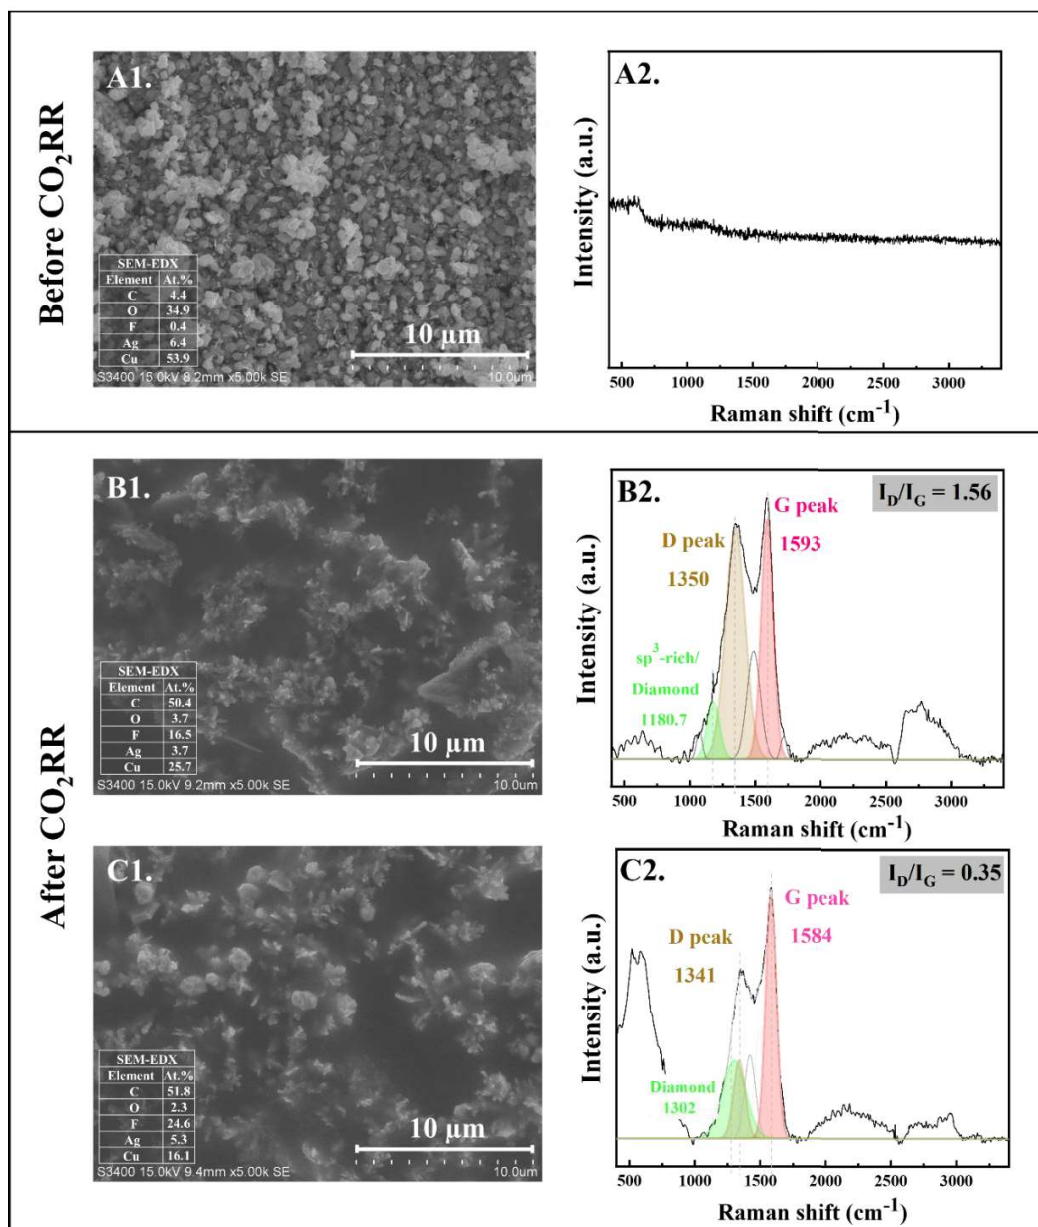 Before CO2RR
A1.
SEM-EDX
Element At.%
C 4.4
O 34.9
F 0.4
Ag 6.4
Cu 53.9
10 µm
S3400 15.0kV 8.2mm x5.00k SE 10.0um
A2.
Intensity (a.u.)
500 1000 1500 2000 2500 3000
Raman shift (cm-1)
After CO2RR
B1.
SEM-EDX
Element At.%
C 50.4
O 3.7
F 16.5
Ag 3.7
Cu 25.7
10 µm
S3400 15.0kV 9.2mm x5.00k SE 10.0um
B2.
ID/IG = 1.56
G peak
1593
D peak
1350
sp3-rich/
Diamond
1180.7
Intensity (a.u.)
500 1000 1500 2000 2500 3000
Raman shift (cm-1)
C1.
SEM-EDX
Element At.%
C 51.8
O 2.3
F 24.6
Ag 5.3
Cu 16.1
10 µm
S3400 15.0kV 9.4mm x5.00k SE 10.0um
C2.
ID/IG = 0.35
G peak
1584
D peak
1341
Diamond
1302
Intensity (a.u.)
500 1000 1500 2000 2500 3000
Raman shift (cm-1)